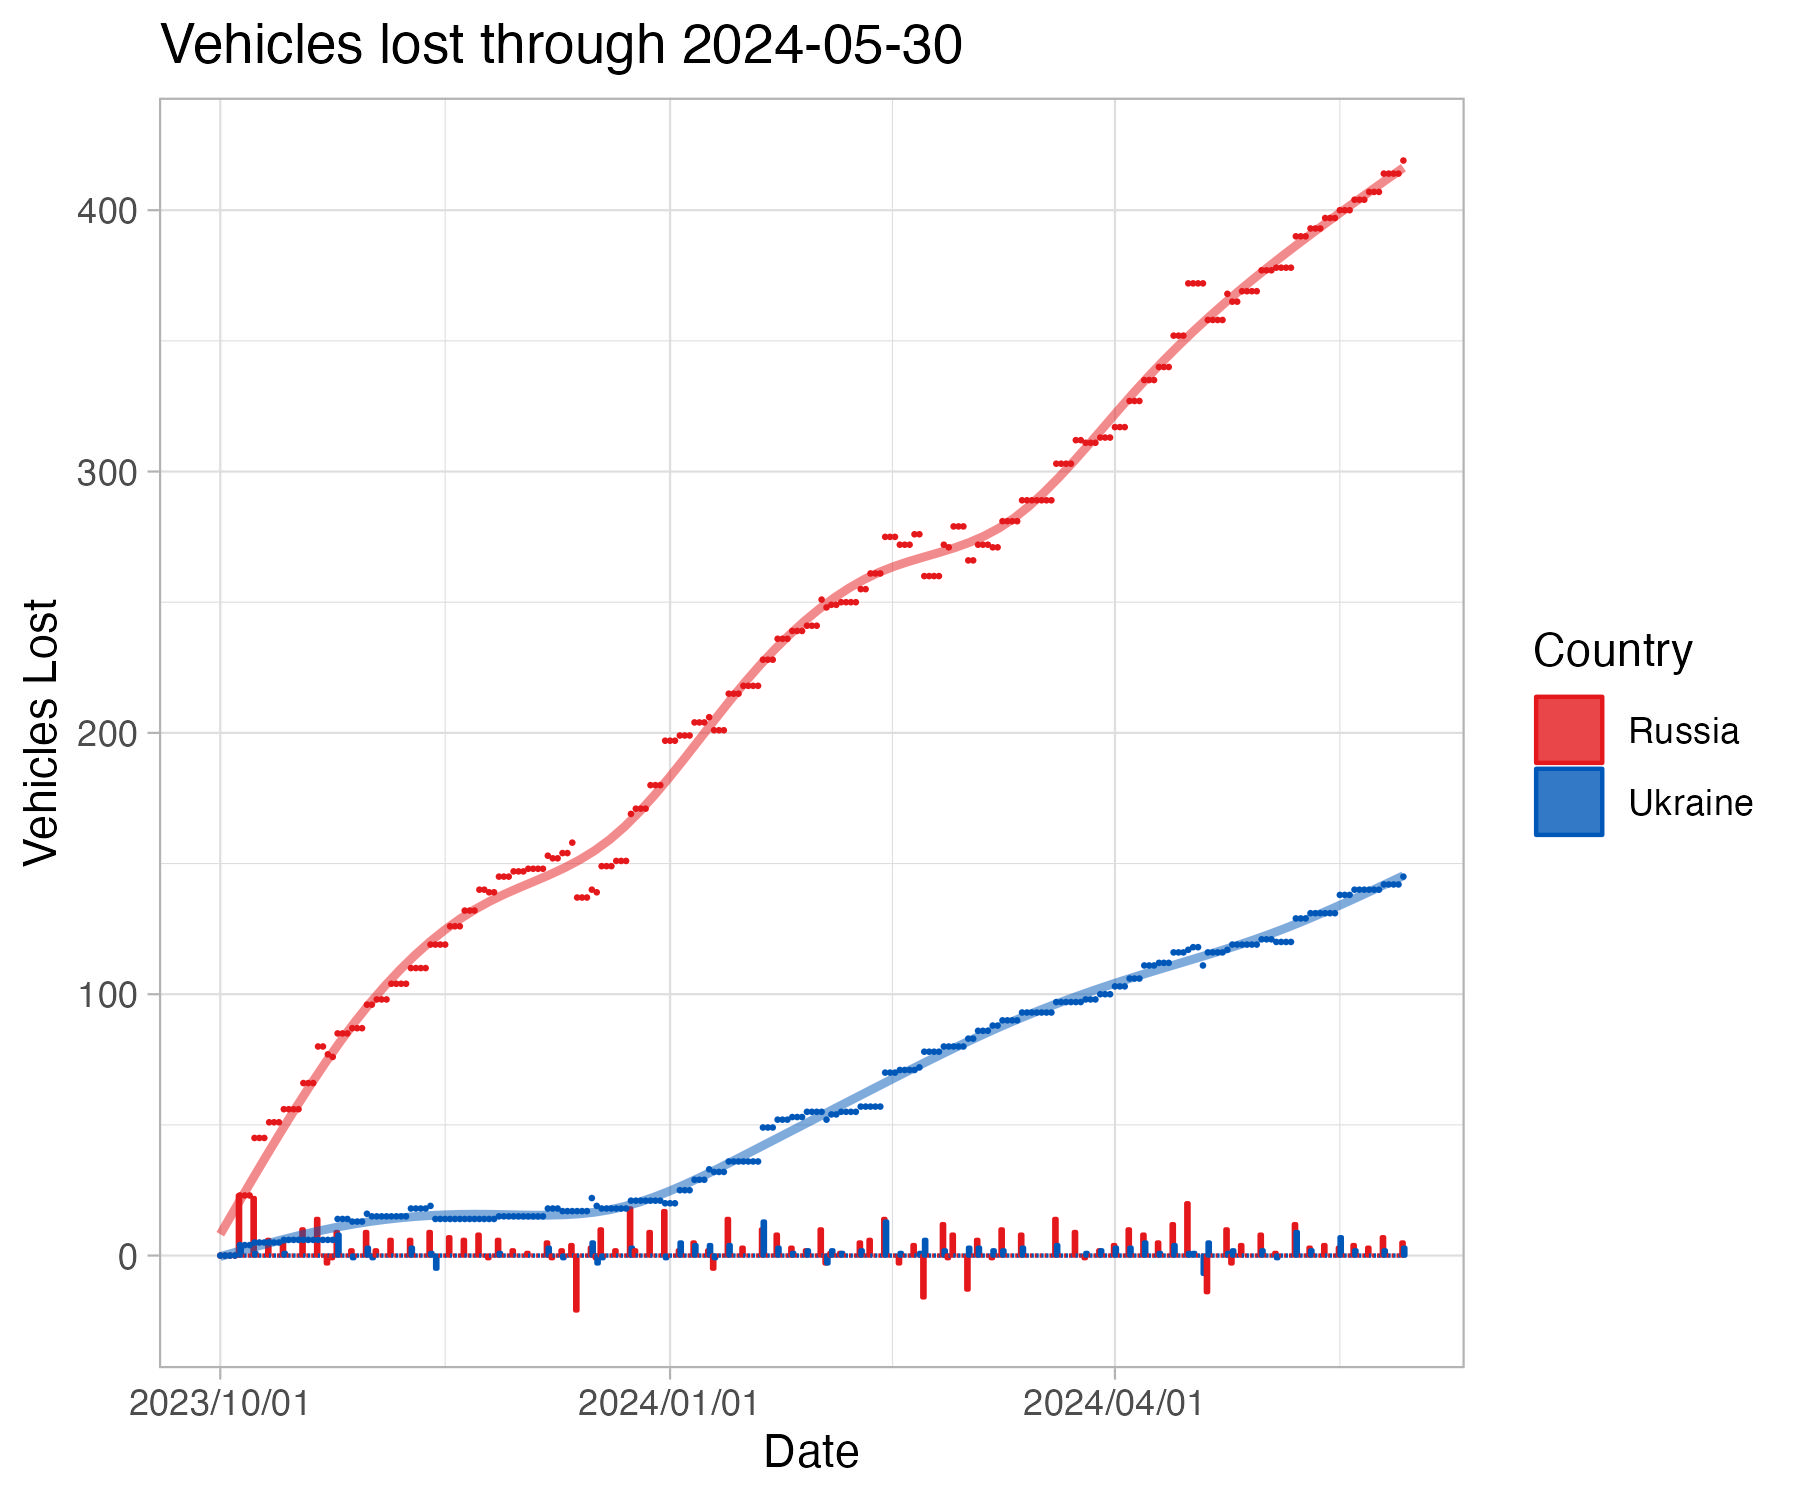 Vehicles lost through 2024-05-30
Vehicles Lost
400
300
200
100
0
2023/10/01
2024/01/01
2024/04/01
Date
Country
Russia
Ukraine